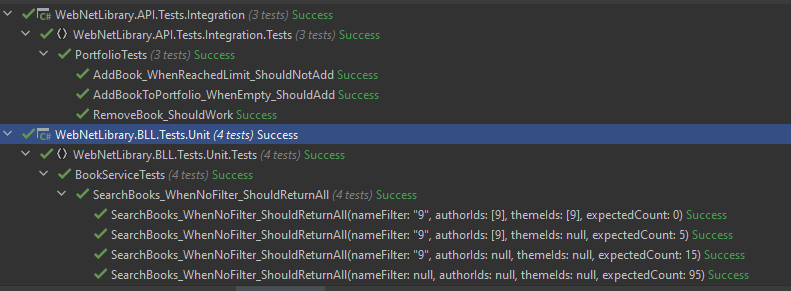 WebNetLibrary.API.Tests.Integration (3 tests) Success
WebNetLibrary.API.Tests.Integration.Tests (3 tests) Success
PortfolioTests (3 tests) Success
AddBook_WhenReachedLimit_ShouldNotAdd Success
AddBookToPortfolio_WhenEmpty_ShouldAdd Success
RemoveBook_ShouldWork Success
WebNetLibrary.BLL.Tests.Unit (4 tests) Success
WebNetLibrary.BLL.Tests.Unit.Tests (4 tests) Success
BookServiceTests (4 tests) Success
SearchBooks_WhenNoFilter_ShouldReturnAll (4 tests) Success
SearchBooks_WhenNoFilter_ShouldReturnAll(nameFilter: "9", authorIds: [9], themeIds: [9], expectedCount: 0) Success
SearchBooks_WhenNoFilter_ShouldReturnAll(nameFilter: "9", authorIds: [9], themeIds: null, expectedCount: 5) Success
SearchBooks_WhenNoFilter_ShouldReturnAll(nameFilter: "9", authorIds: null, themeIds: null, expectedCount: 15) Success
SearchBooks_WhenNoFilter_ShouldReturnAll(nameFilter: null, authorIds: null, themeIds: null, expectedCount: 95) Success